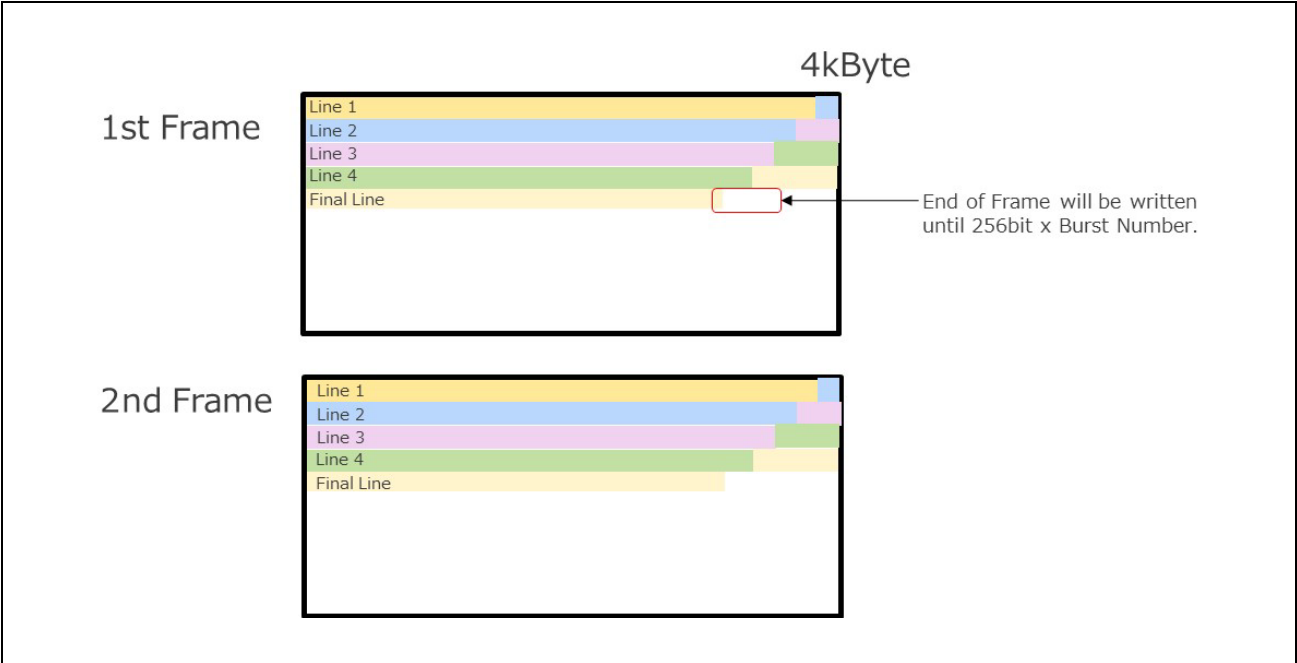 4kByte
1st Frame
Line 1
Line 2
Line 3
Line 4
Final Line
End of Frame will be written
until 256bit x Burst Number.
2nd Frame
Line 1
Line 2
Line 3
Line 4
Final Line